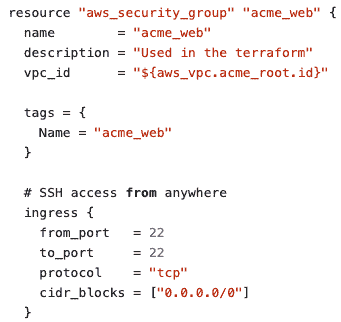 resource "aws_security_group" "acme_web" {
  name        = "acme_web"
  description = "Used in the terraform"
  vpc_id      = "${aws_vpc.acme_root.id}"

  tags = {
    Name = "acme_web"
  }

  # SSH access from anywhere
  ingress {
    from_port   = 22
    to_port     = 22
    protocol    = "tcp"
    cidr_blocks = ["0.0.0.0/0"]
  }